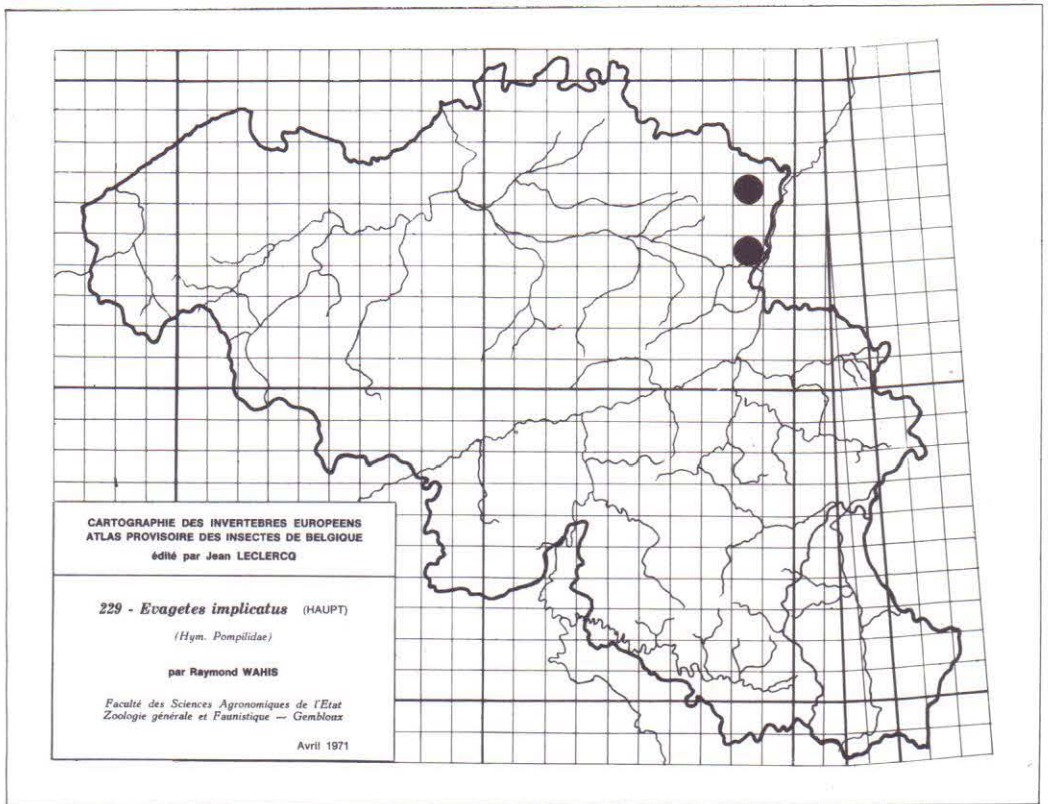 CARTOGRAPHIE DES INVERTEBRES EUROPEENS
ATLAS PROVISOIRE DES INSECTES DE BELGIQUE
édité par Jean LECLERCQ
229 - Evagetes implicatus (HAUPT)
(Hym. Pompilidae)
par Raymond WAHIS
Faculté des Sciences Agronomiques de l'Etat
Zoologie générale et Faunistique — Gembloux
Avril 1971